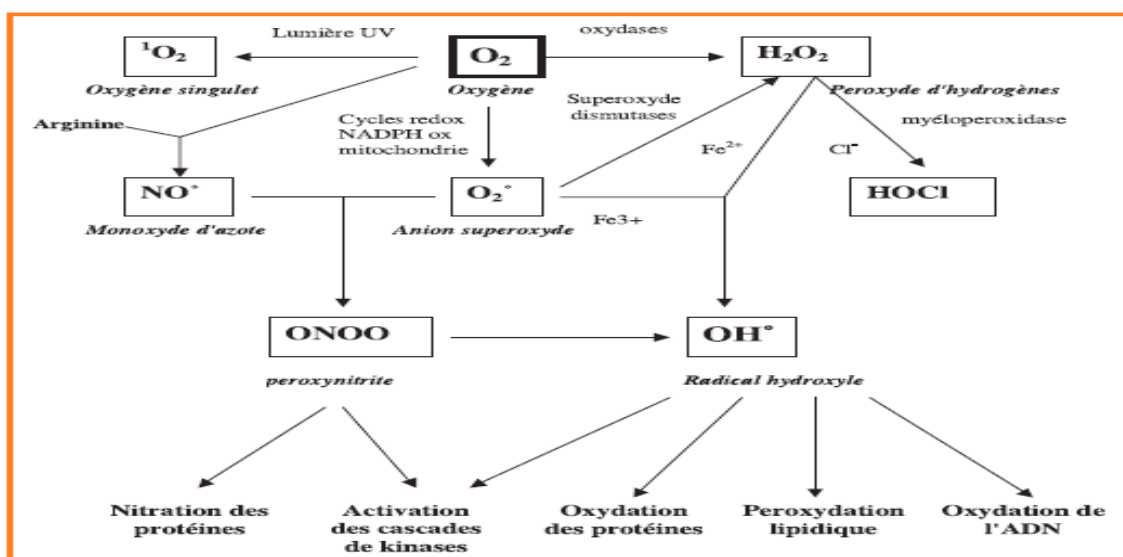 Lumière UV
oxydases
¹O₂
O₂
H₂O₂
Oxygène singulet
Oxygène
Peroxyde d'hydrogènes
Arginine
Cycles redox
NADPH ox
mitochondrie
Superoxyde
dismutases
Fe²⁺
Cl⁻
myéloperoxidase
NO°
O₂°
HOCl
Monoxyde d'azote
Anion superoxyde
Fe3+
ONOO
OH°
peroxynitrite
Radical hydroxyle
Nitration des
protéines
Activation
des cascades
de kinases
Oxydation
des protéines
Peroxydation
lipidique
Oxydation de
l'ADN